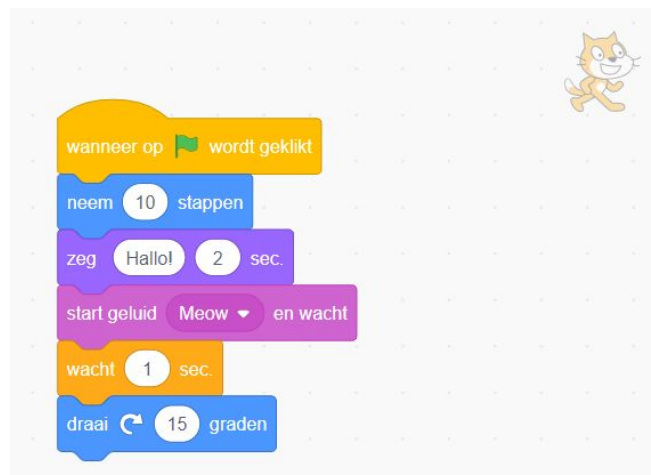 wanneer op wordt geklikt
neem 10 stappen
zeg Hallo! 2 sec.
start geluid Meow en wacht
wacht 1 sec.
draai 15 graden